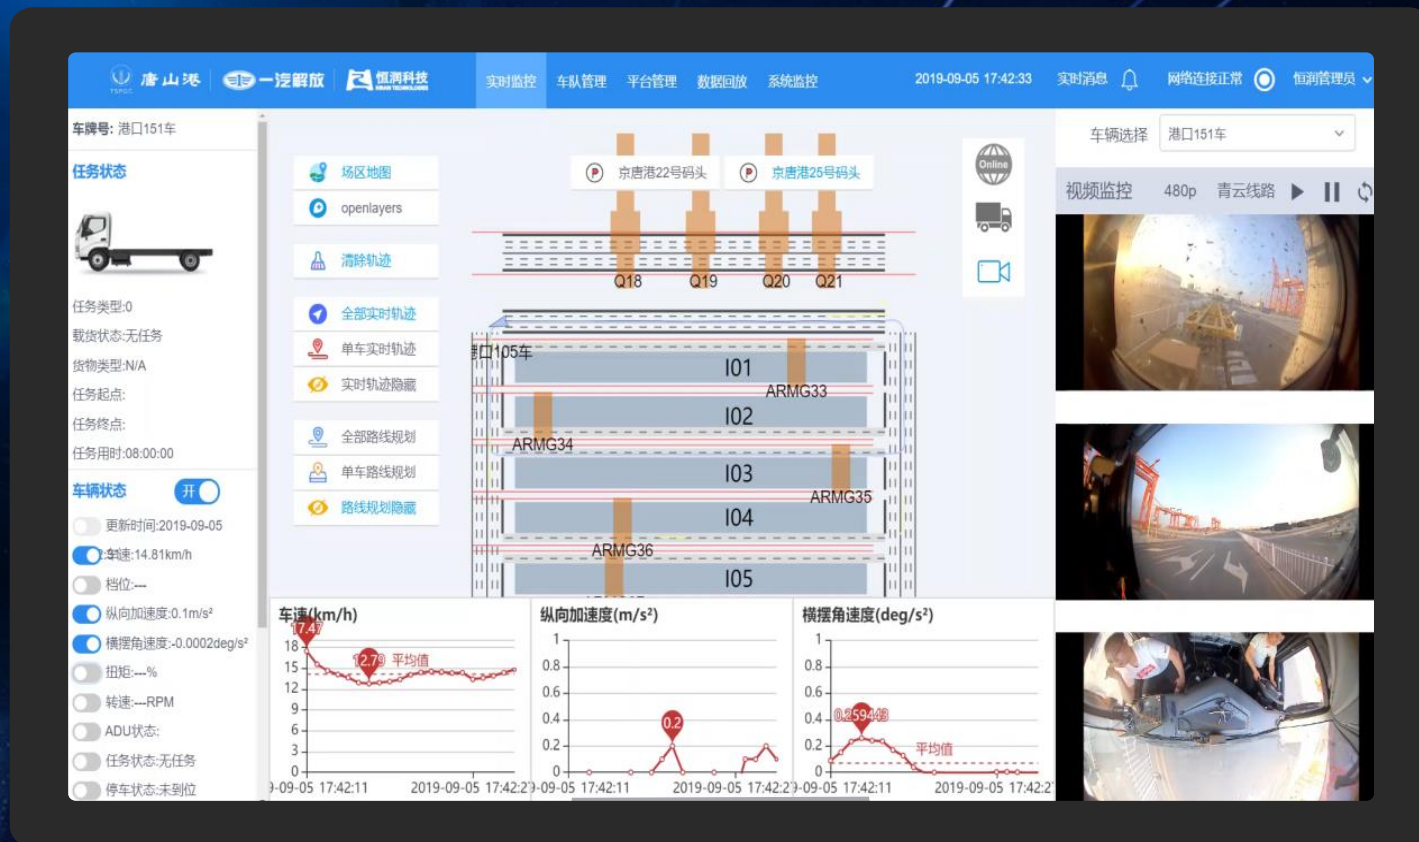 TSPGC
唐山港
一汽解放
恒润科技
HIRAIN TECHNOLOGIES
实时监控
车队管理
平台管理
数据回放
系统监控
2019-09-05 17:42:33
实时消息
网络连接正常
恒润管理员
车牌号: 港口151车
任务状态
任务类型:0
载货状态:无任务
货物类型:N/A
任务起点:
任务终点:
任务用时:08:00:00
车辆状态
开
更新时间:2019-09-05
车速:14.81km/h
档位:---
纵向加速度:0.1m/s²
横摆角速度:-0.0002deg/s²
扭矩:---%
转速:---RPM
ADU状态:
任务状态:无任务
停车状态:未到位
场区地图
openlayers
清除轨迹
全部实时轨迹
单车实时轨迹
实时轨迹隐藏
全部路线规划
单车路线规划
路线规划隐藏
P
京唐港22号码头
P
京唐港25号码头
Online
Q18
Q19
Q20
Q21
港口105车
I01
ARMG33
I02
ARMG34
I03
ARMG35
I04
ARMG36
I05
车速(km/h)
17.47
18
15
12
9
6
3
0
12.79
平均值
9-09-05 17:42:11
2019-09-05 17:42:2
纵向加速度(m/s²)
1
0.8
0.6
0.4
0.2
0
0.2
9-09-05 17:42:11
2019-09-05 17:42:2
横摆角速度(deg/s²)
1
0.8
0.6
0.4
0.2
0
0.259443
平均值
9-09-05 17:42:11
2019-09-05 17:42:2
车辆选择
港口151车
视频监控
480p
青云线路